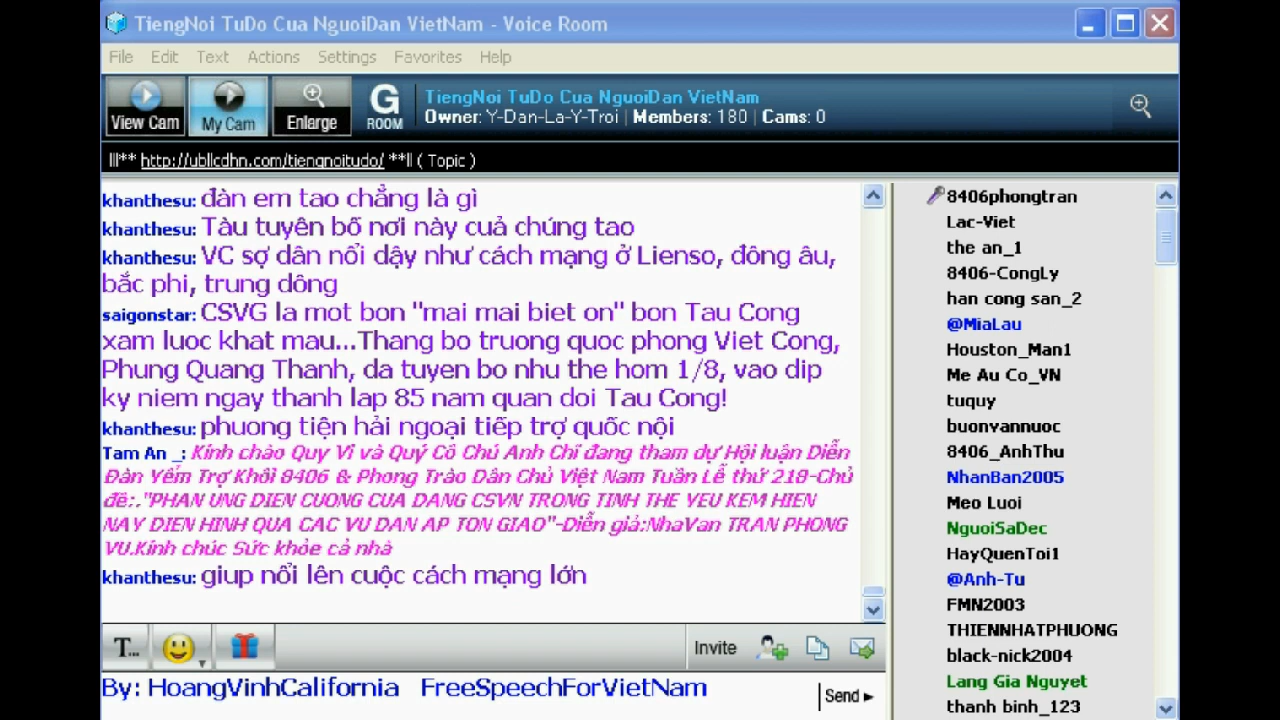 TiengNoi TuDo Cua NguoiDan VietNam - Voice Room
File Edit Text Actions Settings Favorites Help
View Cam
My Cam
Enlarge
G
ROOM
TiengNoi TuDo Cua NguoiDan VietNam
Owner: Y-Dan-La-Y-Troi | Members: 180 | Cams: 0
lll** http://ubllcdhn.com/tiengnoitudo/ **ll ( Topic )
khanthesu: đàn em tao chẳng là gì
khanthesu: Tàu tuyên bố nơi này cuả chúng tao
khanthesu: VC sợ dân nổi dậy như cách mạng ở Lienso, đông âu,
bắc phi, trung dông
saigonstar: CSVG la mot bon "mai mai biet on" bon Tau Cong
xam luoc khat mau...Thang bo truong quoc phong Viet Cong,
Phung Quang Thanh, da tuyen bo nhu the hom 1/8, vao dip
ky niem ngay thanh lap 85 nam quan doi Tau Cong!
khanthesu: phuong tiện hải ngoại tiếp trợ quốc nội
Tam An _: Kính chào Quy Vi và Quý Cô Chú Anh Chi đang tham dự Hội luận Diễn
Đàn Yểm Trợ Khối 8406 & Phong Trào Dân Chủ Việt Nam Tuần Lễ thứ 218-Chủ
đề:."PHAN UNG DIEN CUONG CUA DANG CSVN TRONG TINH THE YEU KEM HIEN
NAY DIEN HINH QUA CAC VU DAN AP TON GIAO"-Diễn giả:NhaVan TRAN PHONG
VU.Kính chúc Sức khỏe cả nhà
khanthesu: giup nổi lên cuộc cách mạng lớn
T...
Invite
By: HoangVinhCalifornia FreeSpeechForVietNam
Send
8406phongtran
Lac-Viet
the an_1
8406-CongLy
han cong san_2
@MiaLau
Houston_Man1
Me Au Co_VN
tuquy
buonvannuoc
8406_AnhThu
NhanBan2005
Meo Luoi
NguoiSaDec
HayQuenToi1
@Anh-Tu
FMN2003
THIENNHATPHUONG
black-nick2004
Lang Gia Nguyet
thanh binh_123